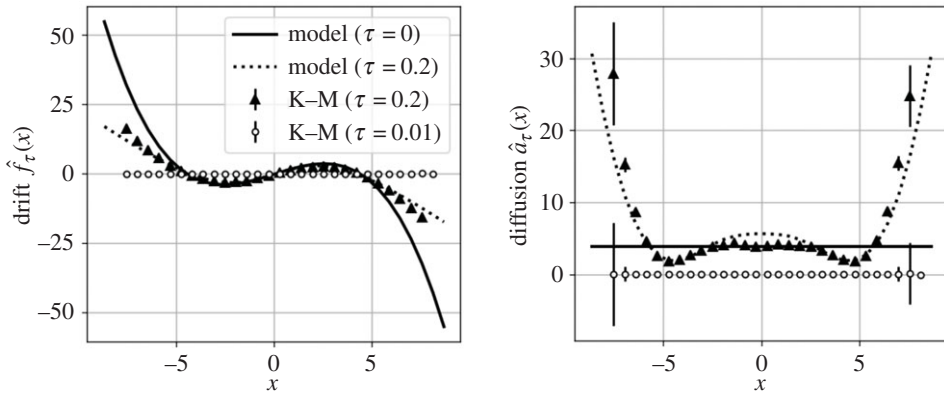 50
25
0
−25
−50
drift f̂τ(x)
model (τ = 0)
model (τ = 0.2)
K–M (τ = 0.2)
K–M (τ = 0.01)
−5
0
5
x
30
20
10
0
diffusion âτ(x)
−5
0
5
x